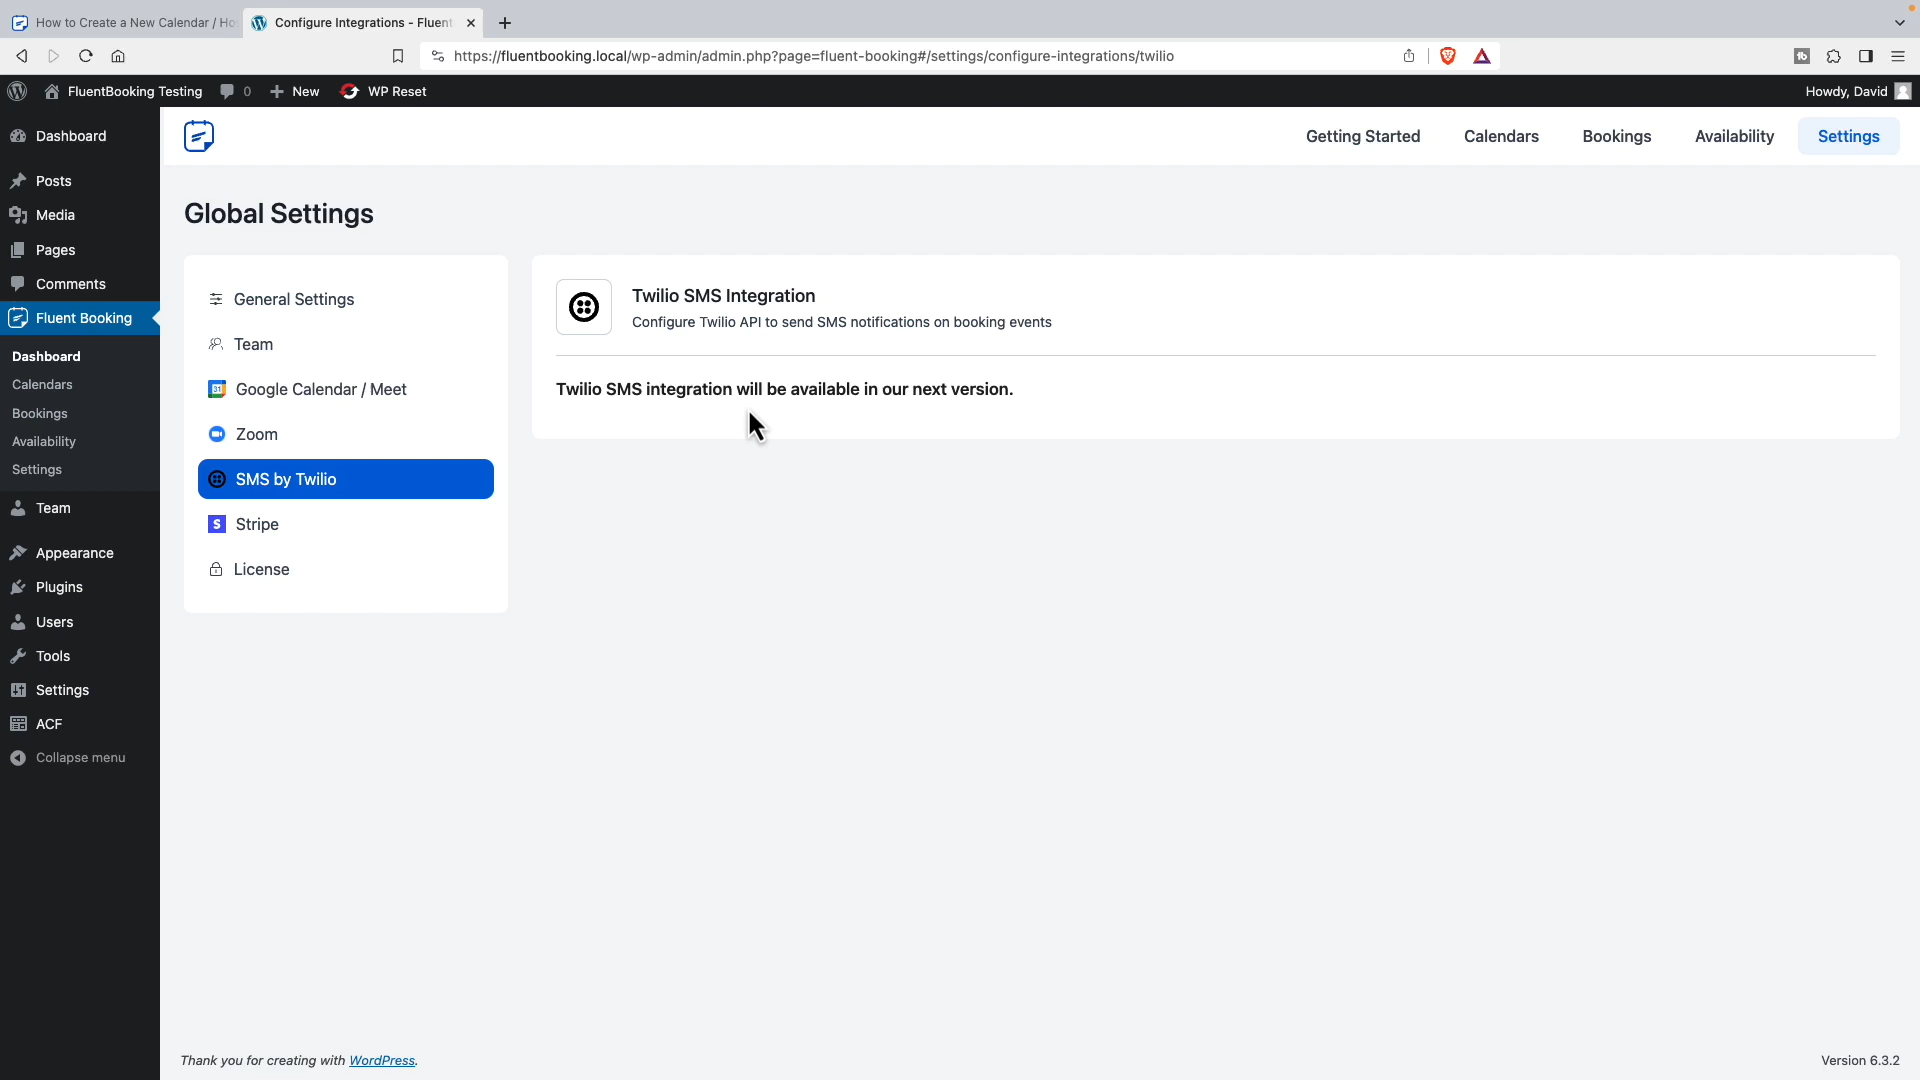 How to Create a New Calendar / Ho
Configure Integrations - Fluent
https://fluentbooking.local/wp-admin/admin.php?page=fluent-booking#/settings/configure-integrations/twilio
FluentBooking Testing
0
New
WP Reset
Howdy, David
Dashboard
Posts
Media
Pages
Comments
Fluent Booking
Dashboard
Calendars
Bookings
Availability
Settings
Team
Appearance
Plugins
Users
Tools
Settings
ACF
Collapse menu
Getting Started
Calendars
Bookings
Availability
Settings
Global Settings
General Settings
Team
31
Google Calendar / Meet
Zoom
SMS by Twilio
S
Stripe
License
Twilio SMS Integration
Configure Twilio API to send SMS notifications on booking events
Twilio SMS integration will be available in our next version.
Thank you for creating with WordPress.
Version 6.3.2